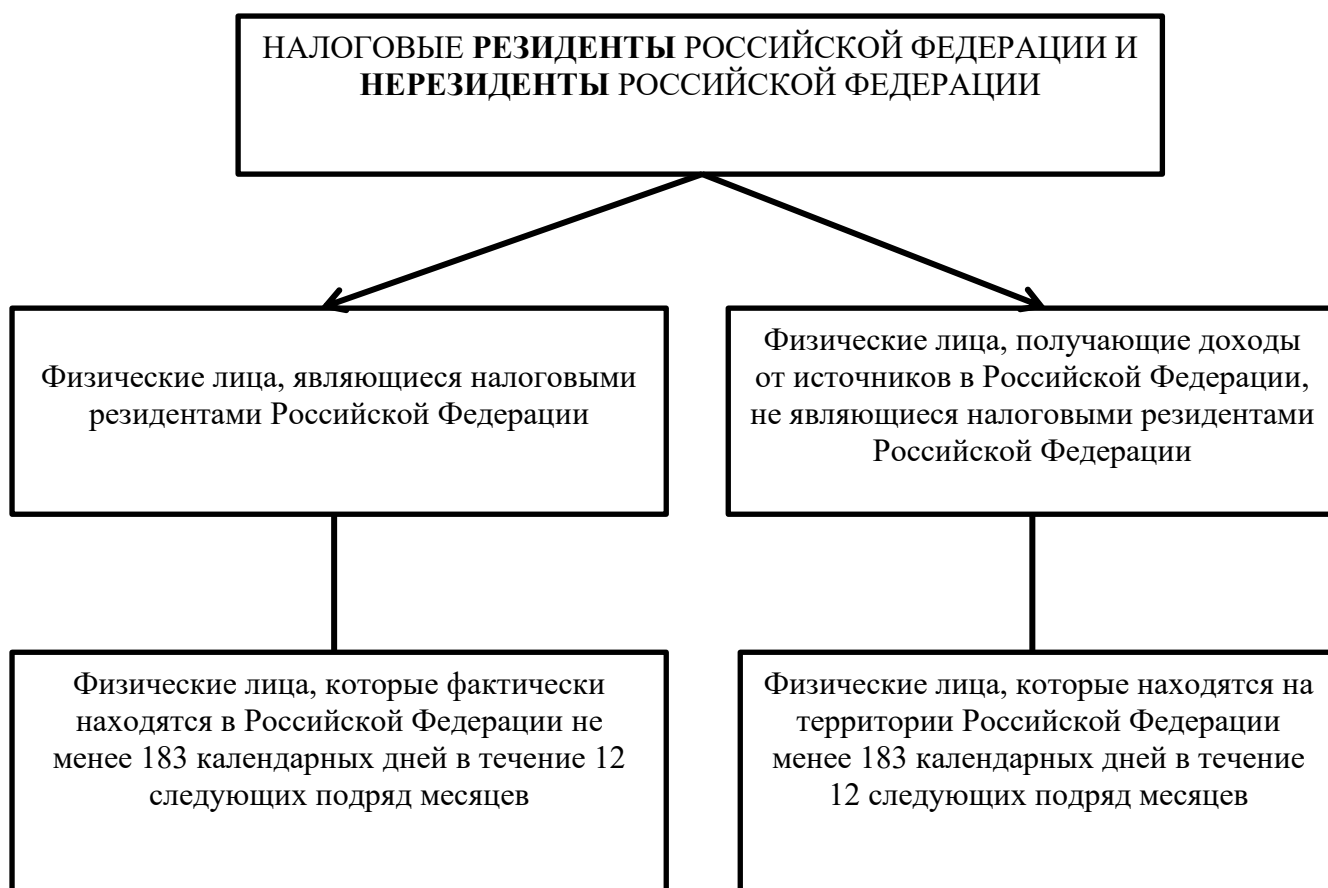 НАЛОГОВЫЕ РЕЗИДЕНТЫ РОССИЙСКОЙ ФЕДЕРАЦИИ И
НЕРЕЗИДЕНТЫ РОССИЙСКОЙ ФЕДЕРАЦИИ
Физические лица, являющиеся налоговыми
резидентами Российской Федерации
Физические лица, получающие доходы
от источников в Российской Федерации,
не являющиеся налоговыми резидентами
Российской Федерации
Физические лица, которые фактически
находятся в Российской Федерации не
менее 183 календарных дней в течение 12
следующих подряд месяцев
Физические лица, которые находятся на
территории Российской Федерации
менее 183 календарных дней в течение
12 следующих подряд месяцев